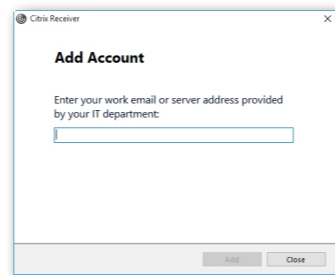 Citrix Receiver
Add Account
Enter your work email or server address provided
by your IT department:
Add
Close